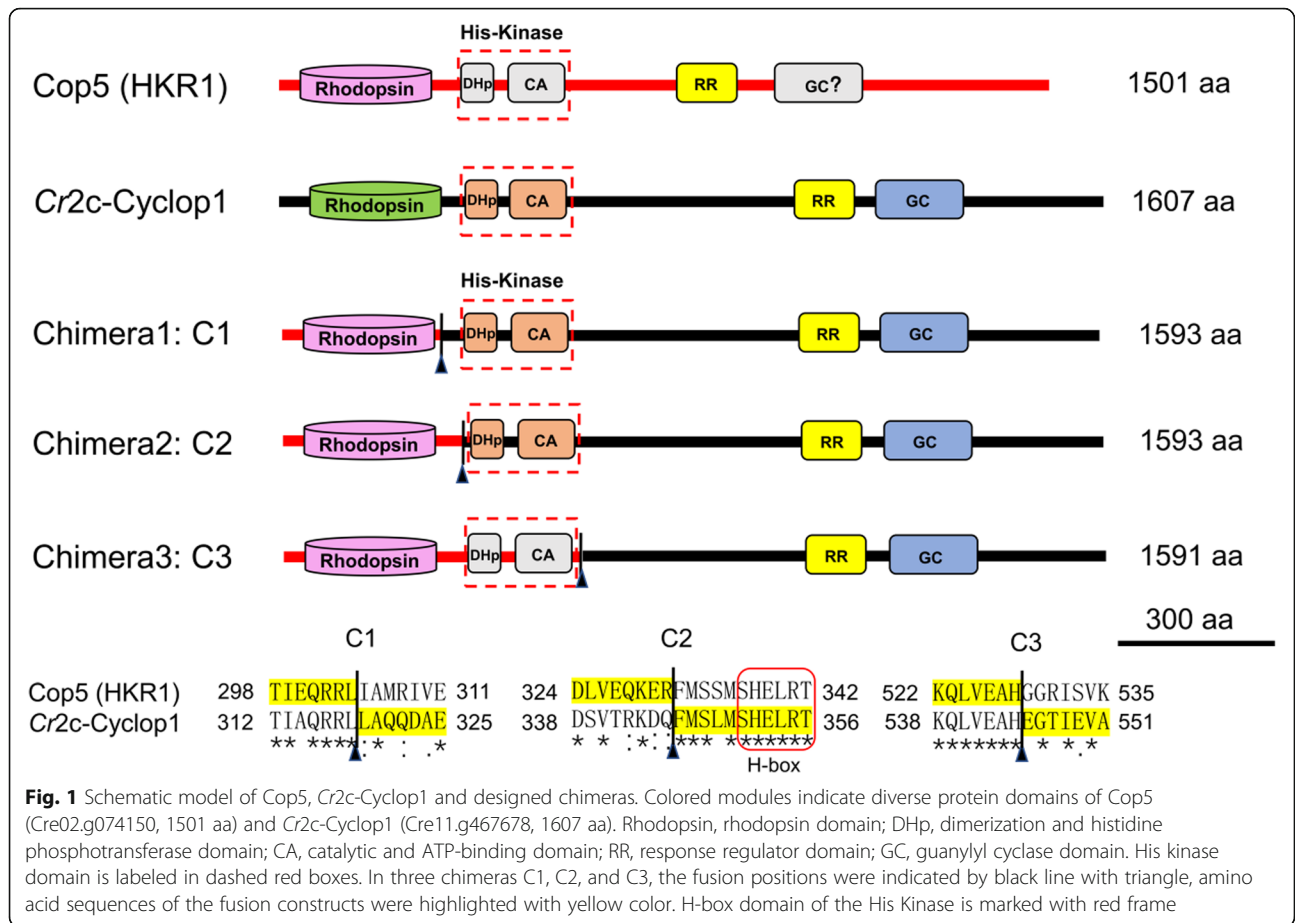 His-Kinase
Cop5 (HKR1) Rhodopsin DHp CA RR GC? 1501 aa
Cr2c-Cyclop1 Rhodopsin DHp CA RR GC 1607 aa
His-Kinase
Chimera1: C1 Rhodopsin DHp CA RR GC 1593 aa
Chimera2: C2 Rhodopsin DHp CA RR GC 1593 aa
Chimera3: C3 Rhodopsin DHp CA RR GC 1591 aa
300 aa
C1 C2 C3
Cop5 (HKR1) 298 TIEQRRLIAMRIVE 311 324 DLVEQKERFMSSMSHELRT 342 522 KQLVEAHGGRISVK 535
Cr2c-Cyclop1 312 TIAQRRLLAQQDAE 325 338 DSVTRKDQFMSLMSHELRT 356 538 KQLVEAHEGTIEVA 551
** ****:* : .* * * :*::*** ******* ******* * *.*
H-box
Fig. 1 Schematic model of Cop5, Cr2c-Cyclop1 and designed chimeras. Colored modules indicate diverse protein domains of Cop5
(Cre02.g074150, 1501 aa) and Cr2c-Cyclop1 (Cre11.g467678, 1607 aa). Rhodopsin, rhodopsin domain; DHp, dimerization and histidine
phosphotransferase domain; CA, catalytic and ATP-binding domain; RR, response regulator domain; GC, guanylyl cyclase domain. His kinase
domain is labeled in dashed red boxes. In three chimeras C1, C2, and C3, the fusion positions were indicated by black line with triangle, amino
acid sequences of the fusion constructs were highlighted with yellow color. H-box domain of the His Kinase is marked with red frame